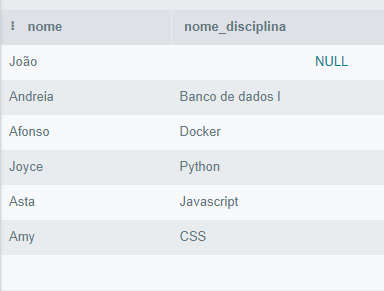 nome nome_disciplina
João NULL
Andreia Banco de dados I
Afonso Docker
Joyce Python
Asta Javascript
Amy CSS